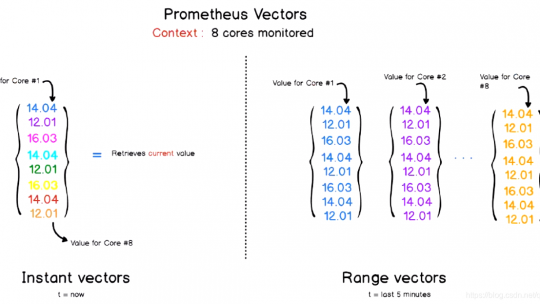 Prometheus Vectors
Context : 8 cores monitored
for Core #1
14.04
12.01
16.03
14.04
12.01
16.03
14.04
12.01
= Retrieves current value
Value for Core #8
Instant vectors
t = now
Value for Core #1
14.04
12.01
16.03
14.04
12.01
16.03
14.04
12.01
Value for Core #2
14.04
12.01
16.03
14.04
12.01
16.03
14.04
12.01
. . .
Value for Core
#8
14.04
12.01
16.03
14.04
12.01
16.03
14.04
12.01
Range vectors
t = last 5 minutes